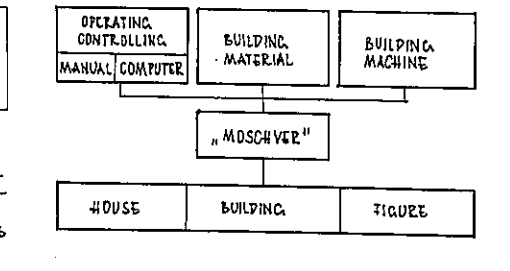 OPERATING
CONTROLLING
MANUAL COMPUTER
BUILDING
MATERIAL
BUILDING
MACHINE
„MOSCHVER"
HOUSE BUILDING FIGURE